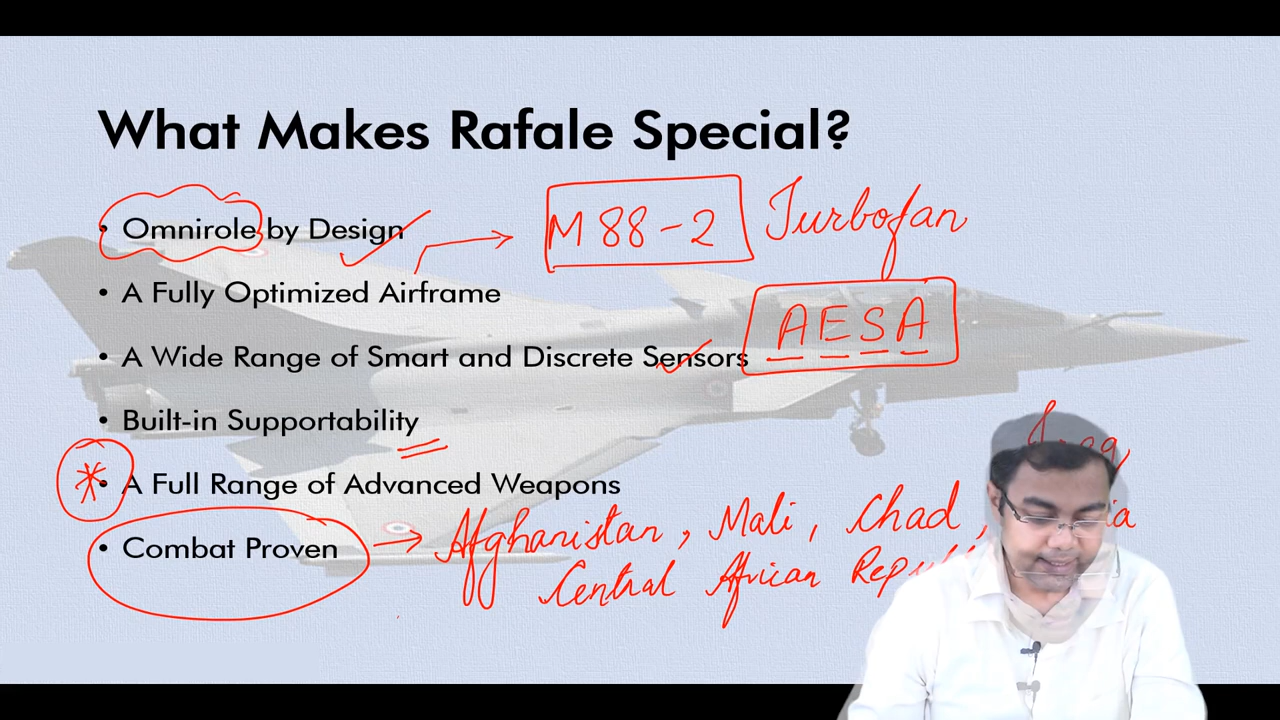 What Makes Rafale Special?
• Omnirole by Design
M 88-2 Turbofan
• A Fully Optimized Airframe
AESA
• A Wide Range of Smart and Discrete Sensors
• Built-in Supportability
* • A Full Range of Advanced Weapons
• Combat Proven → Afghanistan, Mali, Chad,
Central African